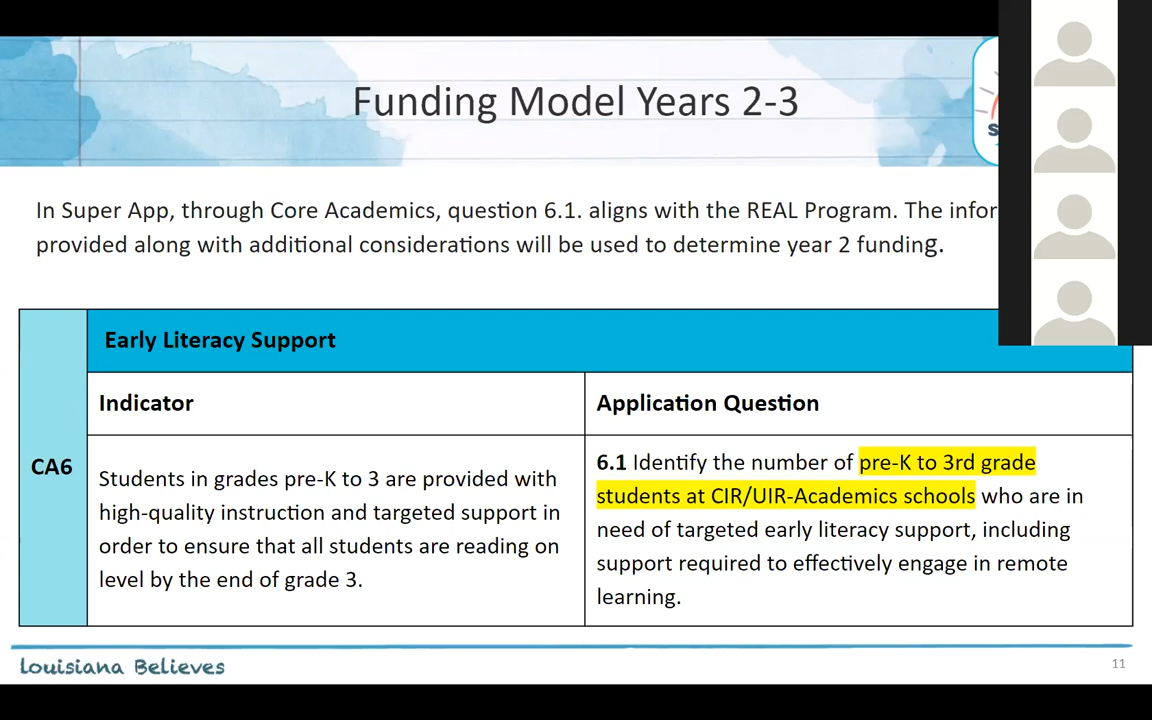 Funding Model Years 2-3
In Super App, through Core Academics, question 6.1. aligns with the REAL Program. The
provided along with additional considerations will be used to determine year 2 funding.
Early Literacy Support
Indicator
Application Question
CA6
Students in grades pre-K to 3 are provided with
high-quality instruction and targeted support in
order to ensure that all students are reading on
level by the end of grade 3.
6.1 Identify the number of pre-K to 3rd grade
students at CIR/UIR-Academics schools who are in
need of targeted early literacy support, including
support required to effectively engage in remote
learning.
Louisiana Believes
11